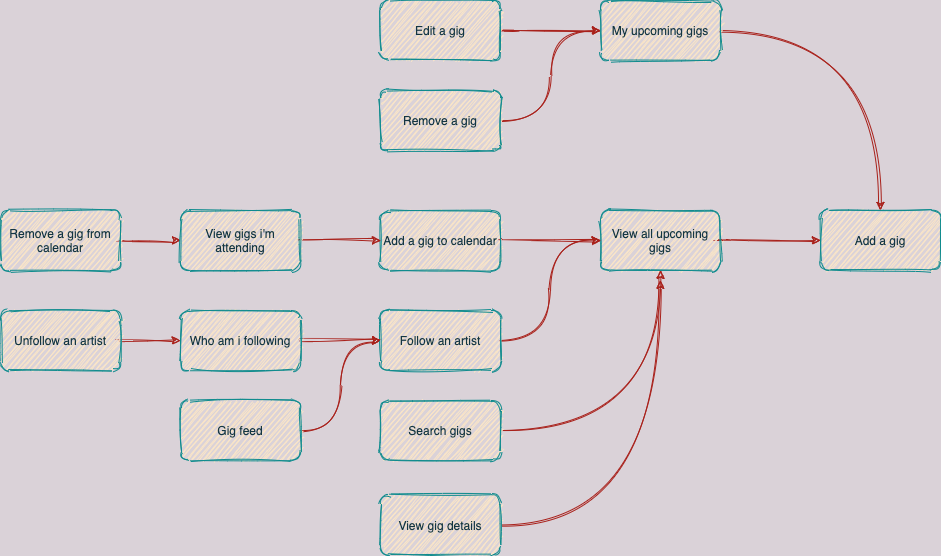 Edit a gig
My upcoming gigs
Remove a gig
Remove a gig from
calendar
View gigs i'm
attending
Add a gig to calendar
View all upcoming
gigs
Add a gig
Unfollow an artist
Who am i following
Follow an artist
Gig feed
Search gigs
View gig details